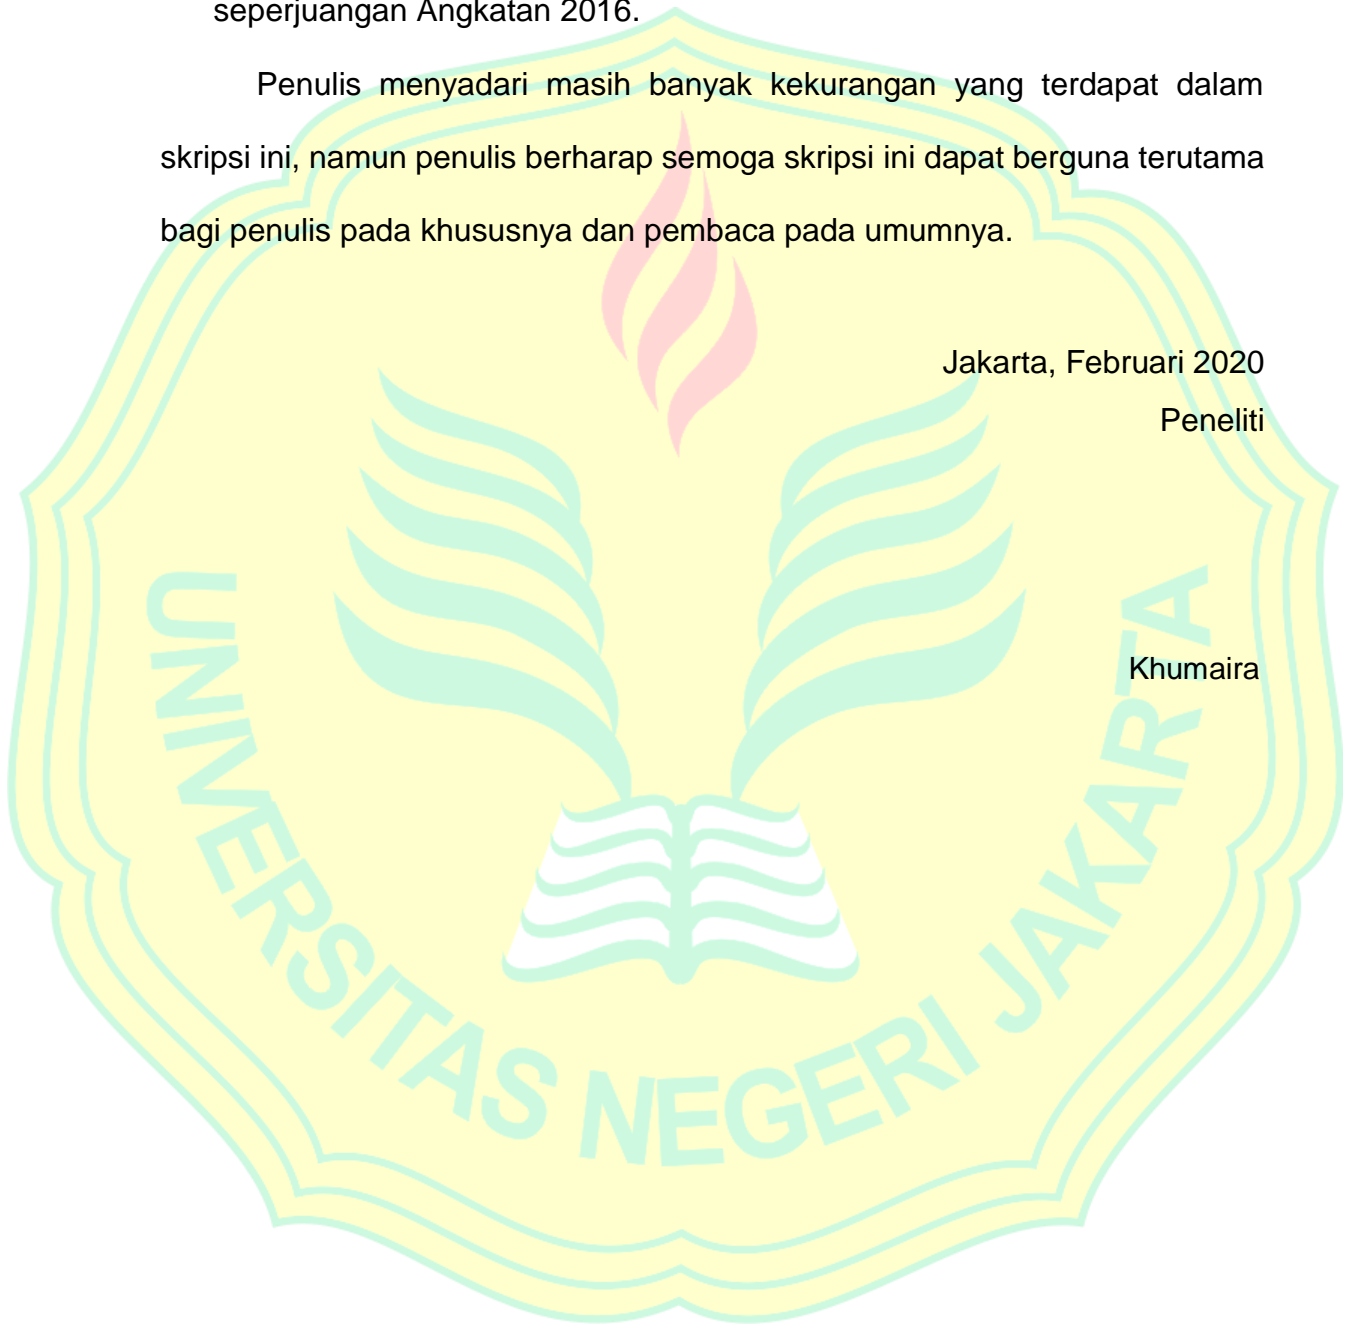 seperjuangan Angkatan 2016.
Penulis menyadari masih banyak kekurangan yang terdapat dalam
skripsi ini, namun penulis berharap semoga skripsi ini dapat berguna terutama
bagi penulis pada khususnya dan pembaca pada umumnya.
Jakarta, Februari 2020
Peneliti
Khumaira
UNIVERSITAS NEGERI JAKARTA